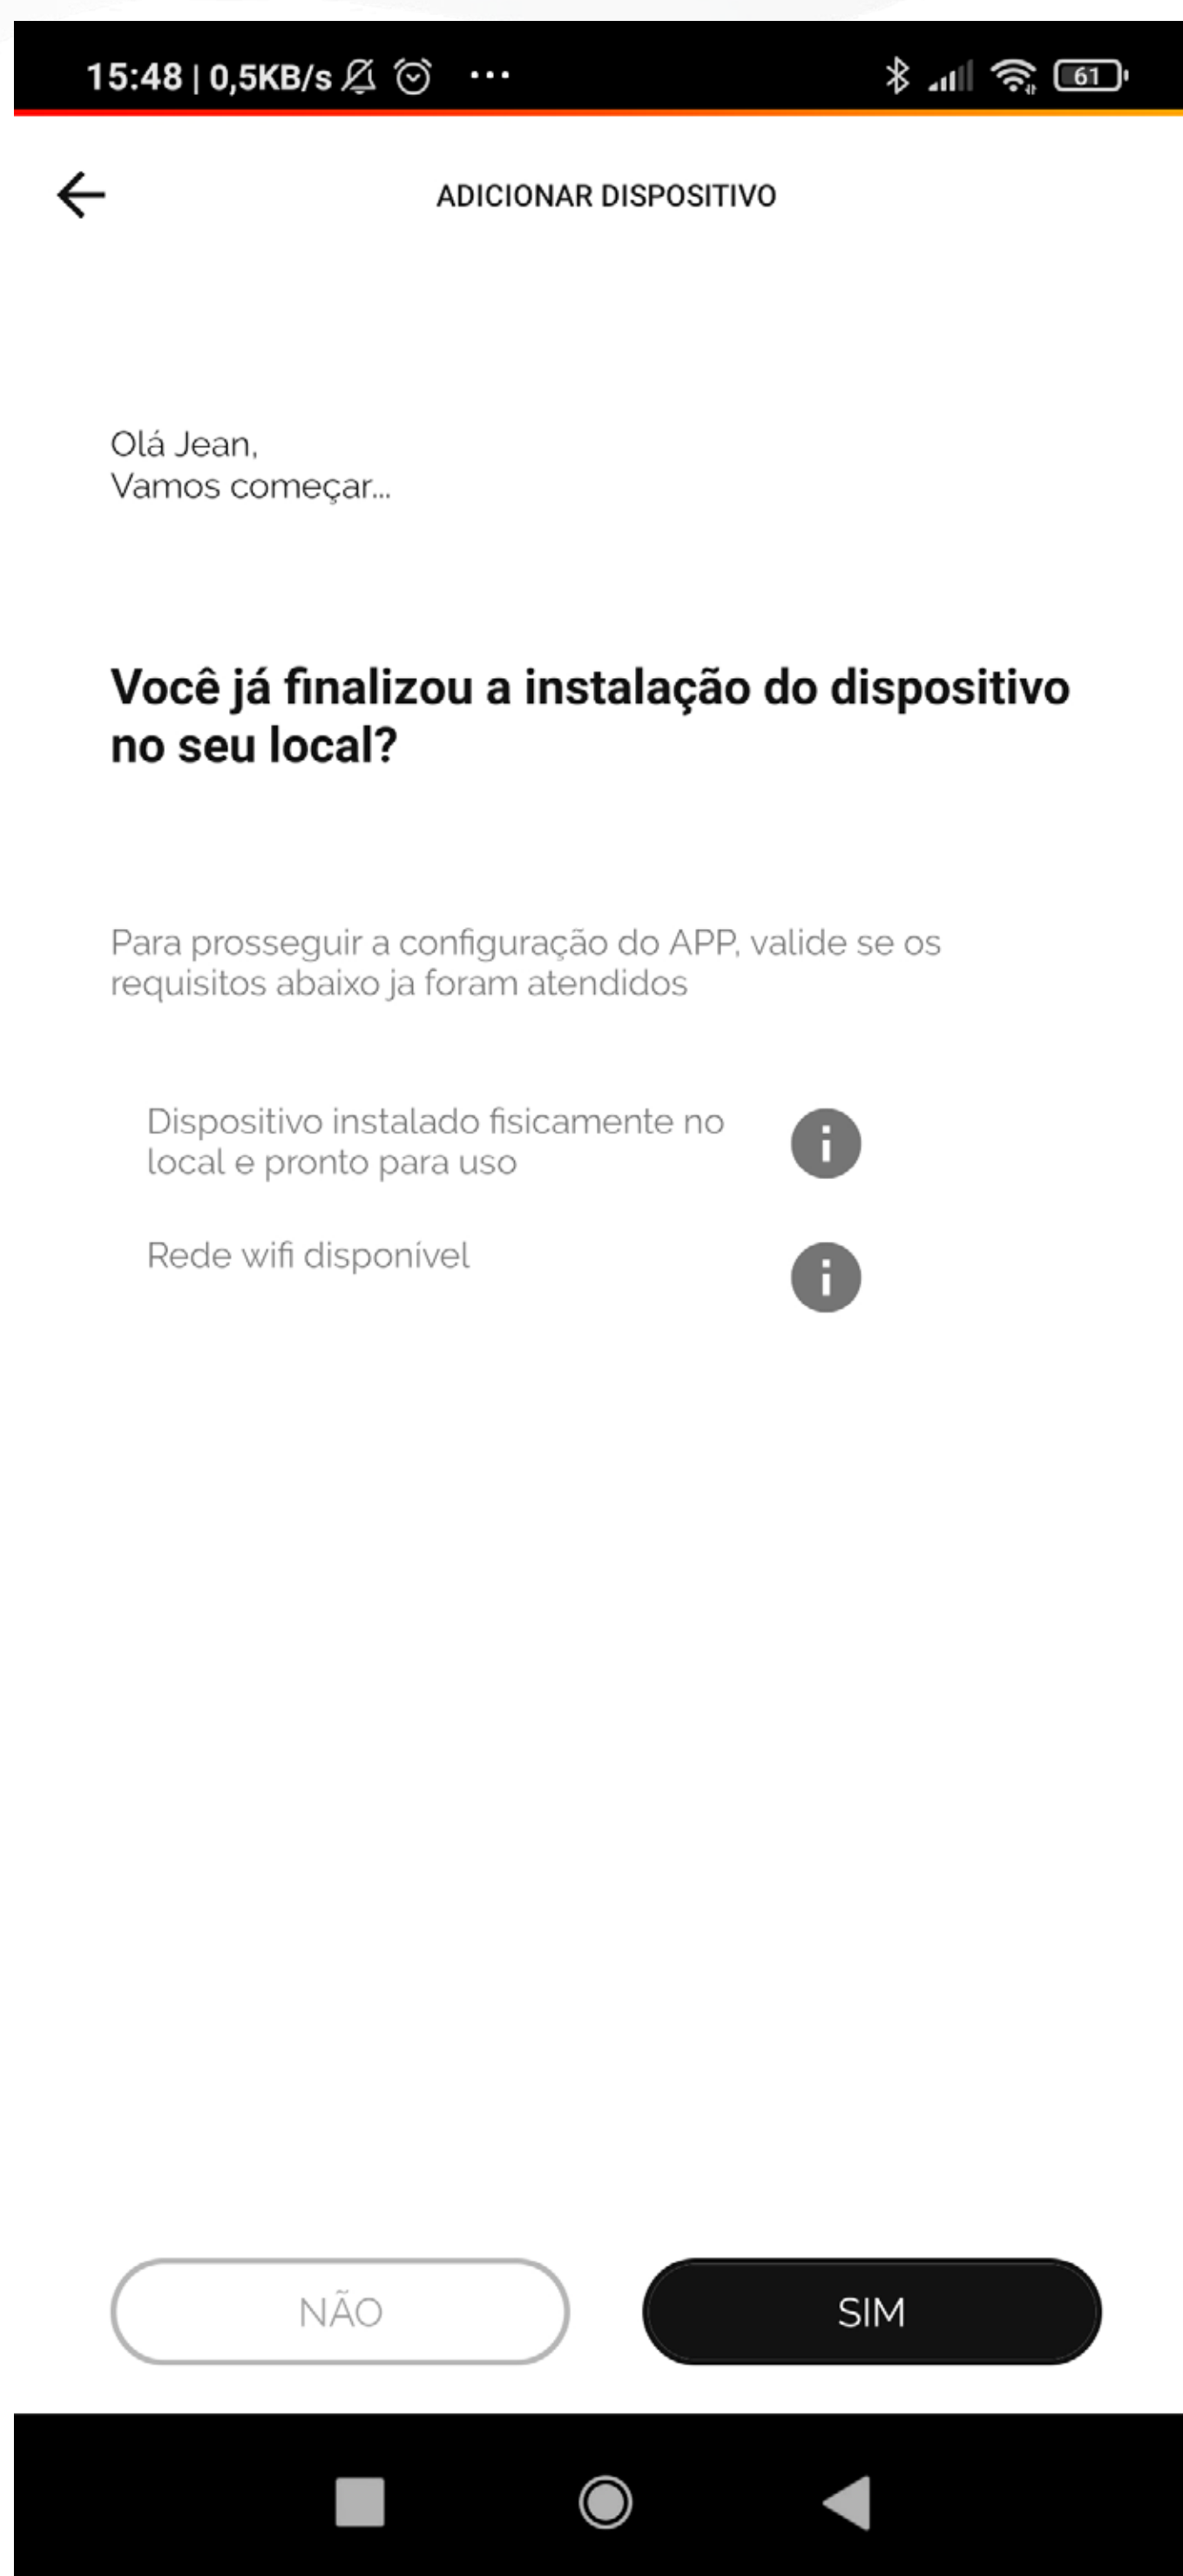 15:48 | 0,5KB/s ...
61
ADICIONAR DISPOSITIVO
Olá Jean,
Vamos começar...
Você já finalizou a instalação do dispositivo
no seu local?
Para prosseguir a configuração do APP, valide se os
requisitos abaixo ja foram atendidos
Dispositivo instalado fisicamente no
local e pronto para uso
Rede wifi disponível
NÃO
SIM